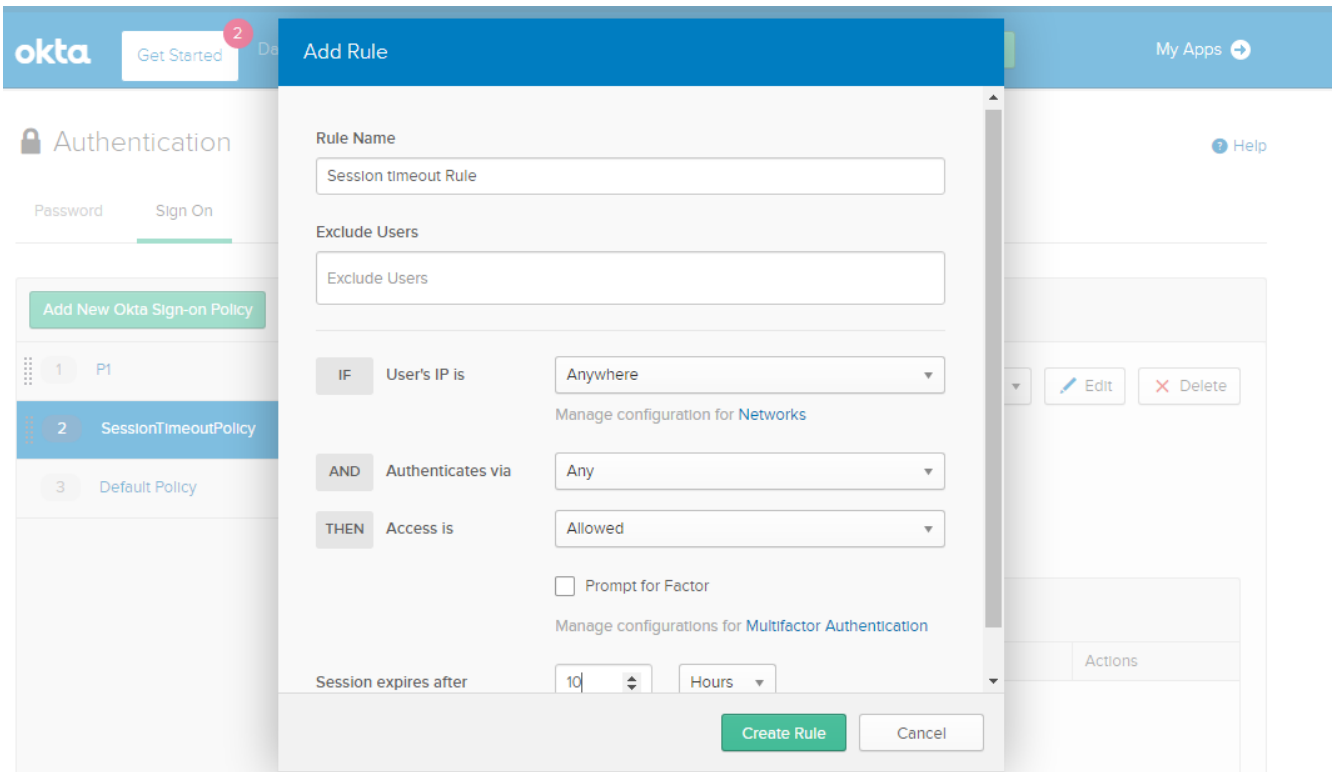 okta
Get Started
2
Da
My Apps
Add Rule
Authentication
Help
Password
Sign On
Rule Name
Session timeout Rule
Exclude Users
Exclude Users
Add New Okta Sign-on Policy
1 P1
2 SessionTimeoutPolicy
3 Default Policy
IF User's IP is Anywhere
Manage configuration for Networks
Edit
Delete
AND Authenticates via Any
THEN Access is Allowed
Prompt for Factor
Manage configurations for Multifactor Authentication
Session expires after 10 Hours
Actions
Create Rule
Cancel